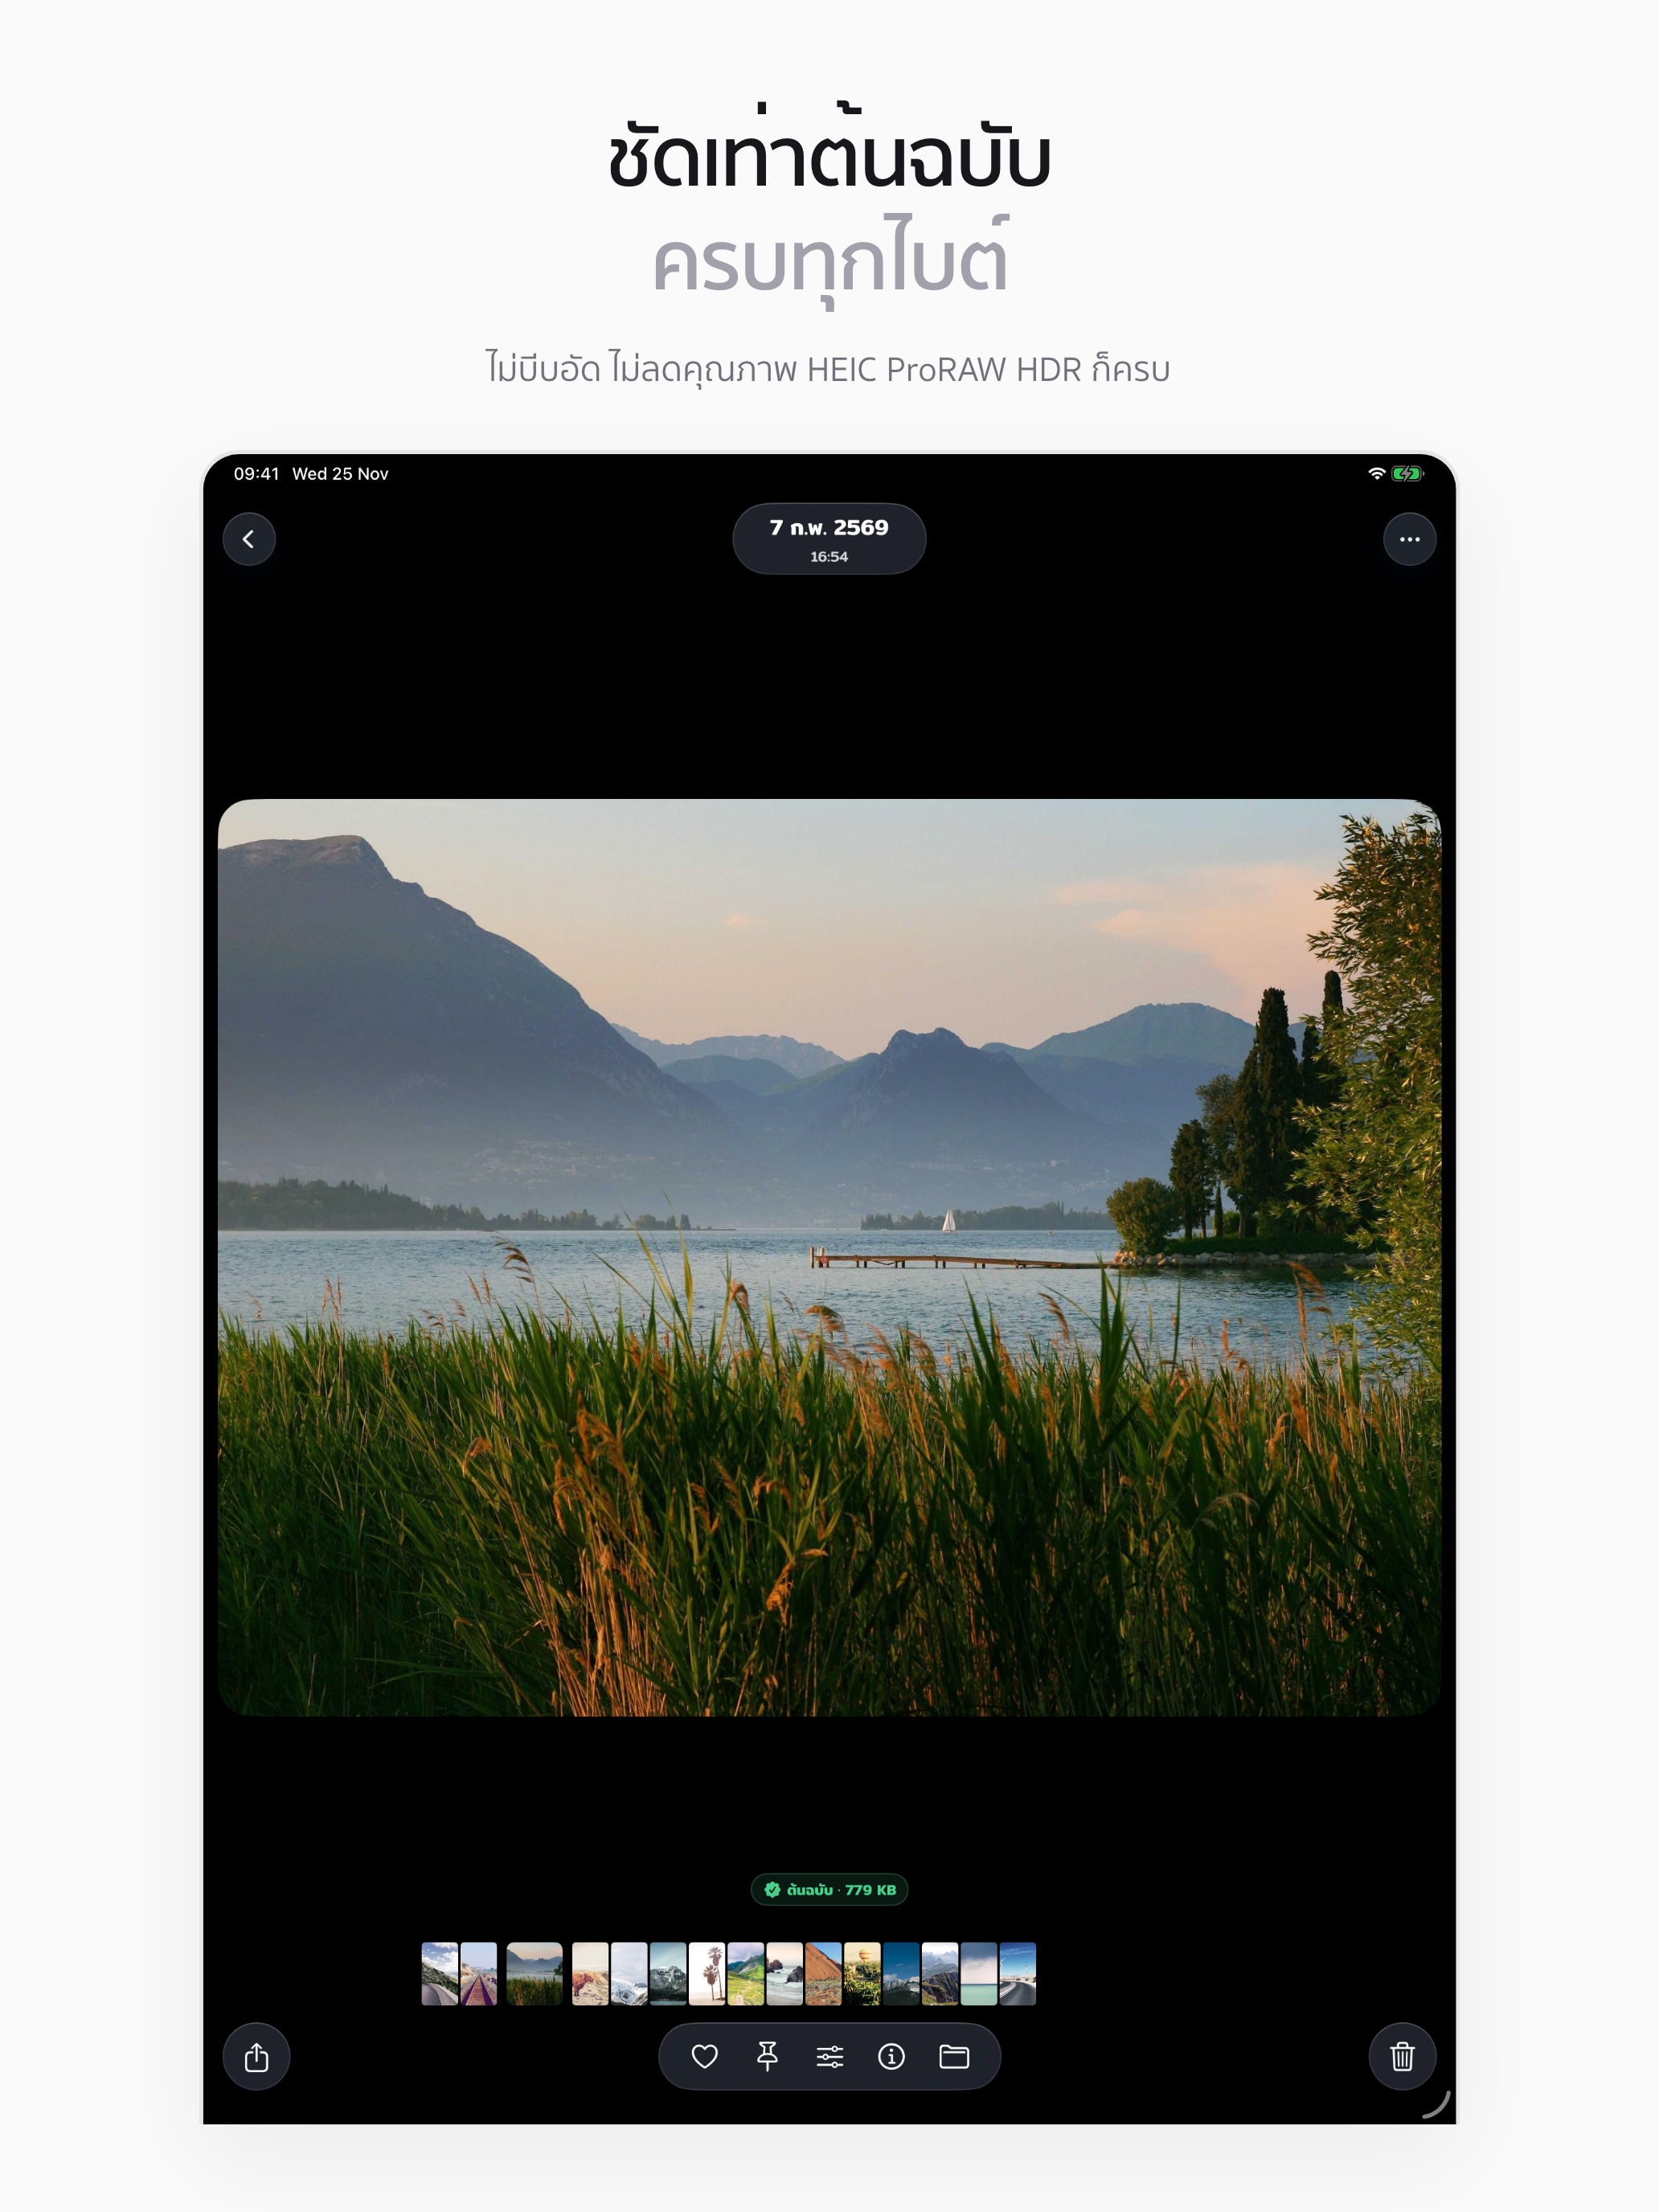 ชัดเท่าต้นฉบับ
ครบทุกไบต์
ไม่บีบอัด ไม่ลดคุณภาพ HEIC ProRAW HDR ก็ครบ
09:41 Wed 25 Nov
7 ก.พ. 2569
16:54
ต้นฉบับ · 779 KB